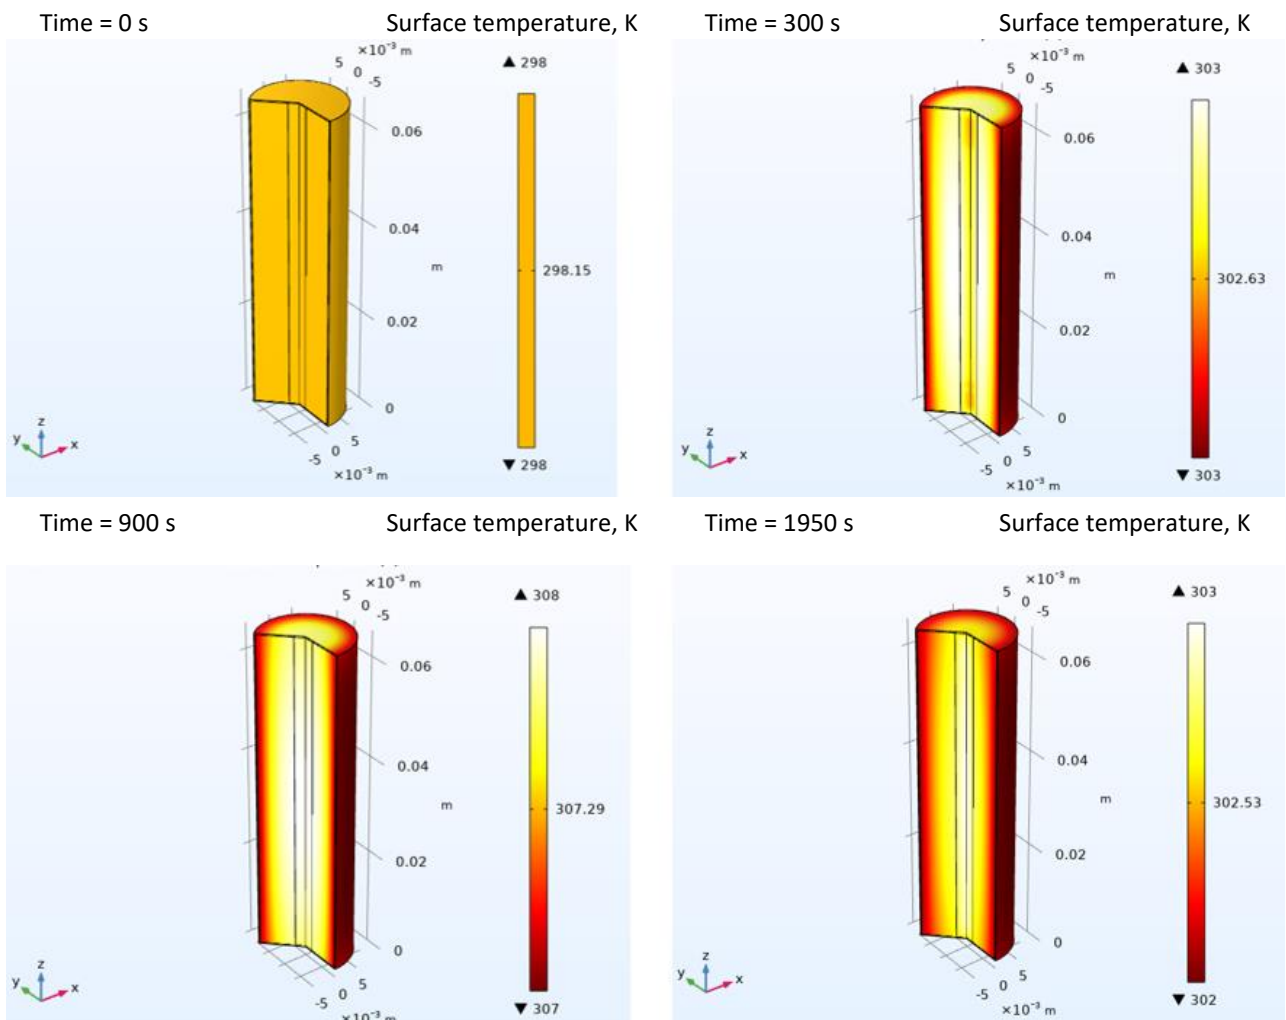 Time = 0 s Surface temperature, K
×10⁻³ m
5 0 -5
▲ 298
0.06
0.04
m
298.15
0.02
0
z
y x
5
0
-5
×10⁻³ m
▼ 298
Time = 300 s Surface temperature, K
5 0 -5
▲ 303
0.06
0.04
m
302.63
0.02
0
z
y x
5
0
-5
×10⁻³ m
▼ 303
Time = 900 s Surface temperature, K
×10⁻³ m
5 0 -5
▲ 308
0.06
0.04
m
307.29
0.02
0
z
y x
5
0
-5
×10⁻³ m
▼ 307
Time = 1950 s Surface temperature, K
×10⁻³ m
5 0 -5
▲ 303
0.06
0.04
m
302.53
0.02
0
z
y x
5
0
-5
×10⁻³ m
▼ 302